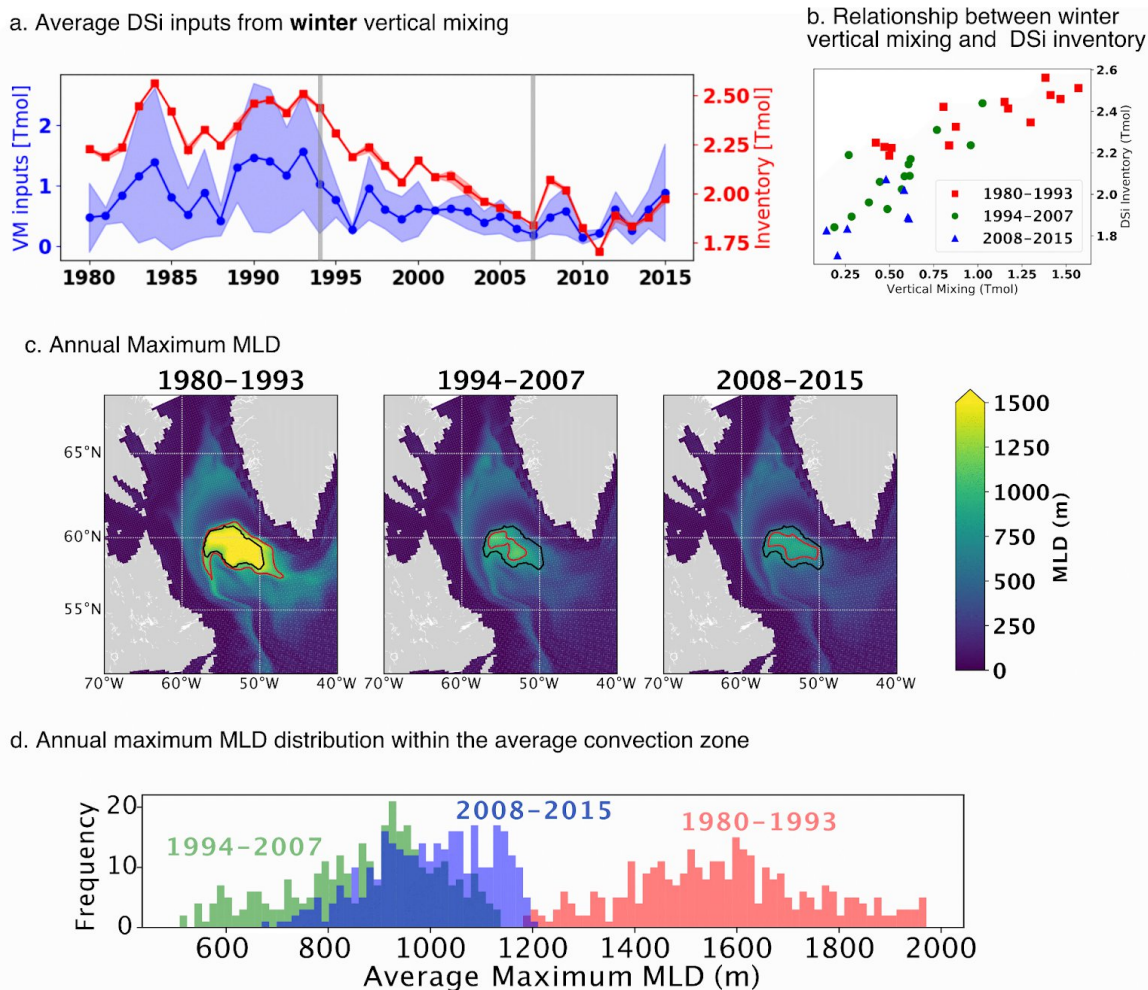 a. Average DSi inputs from winter vertical mixing
b. Relationship between winter
vertical mixing and DSi inventory
VM inputs [Tmol]
2
1
0
2.50
2.25
2.00
1.75
Inventory [Tmol]
1980 1985 1990 1995 2000 2005 2010 2015
2.6
2.4
2.2
2.0
1.8
DSi Inventory (Tmol)
1980-1993
1994-2007
2008-2015
0.25 0.50 0.75 1.00 1.25 1.50
Vertical Mixing (Tmol)
c. Annual Maximum MLD
1980-1993 1994-2007 2008-2015
65°N
60°N
55°N
70°W 60°W 50°W 40°W
70°W 60°W 50°W 40°W
70°W 60°W 50°W 40°W
1500
1250
1000
750
500
250
0
MLD (m)
d. Annual maximum MLD distribution within the average convection zone
Frequency
20
10
0
1994-2007
2008-2015
1980-1993
600 800 1000 1200 1400 1600 1800 2000
Average Maximum MLD (m)